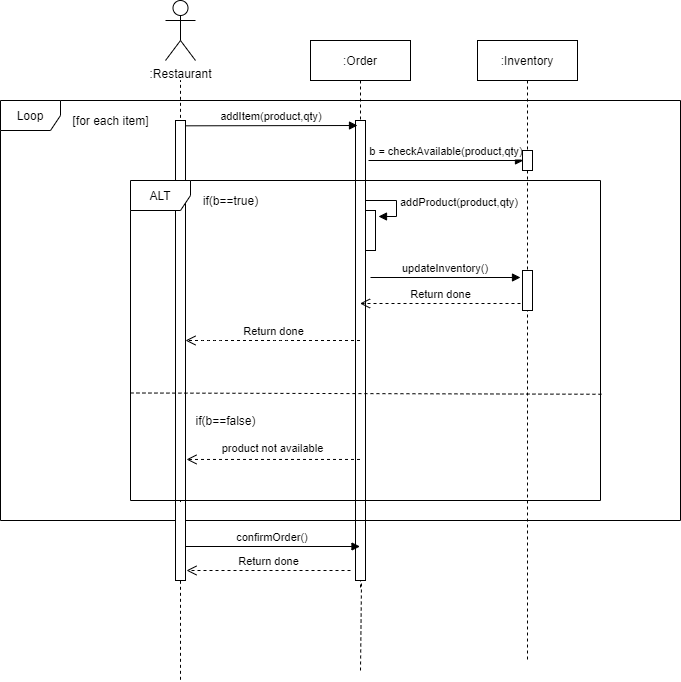 :Restaurant
:Order
:Inventory
Loop
[for each item]
addItem(product,qty)
b = checkAvailable(product,qty)
ALT
if(b==true)
addProduct(product,qty)
updateInventory()
Return done
Return done
if(b==false)
product not available
confirmOrder()
Return done